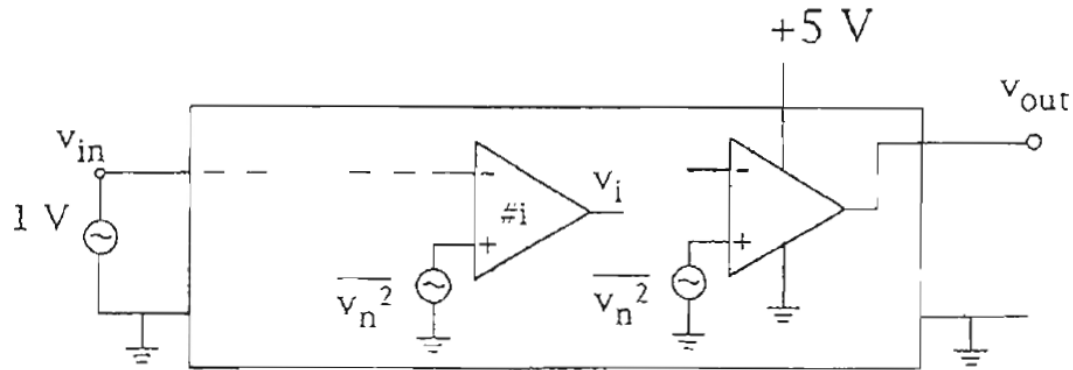 +5 V
v_out
v_in
1 V
-
#i
+
v_i
-
+
v_n^2
v_n^2